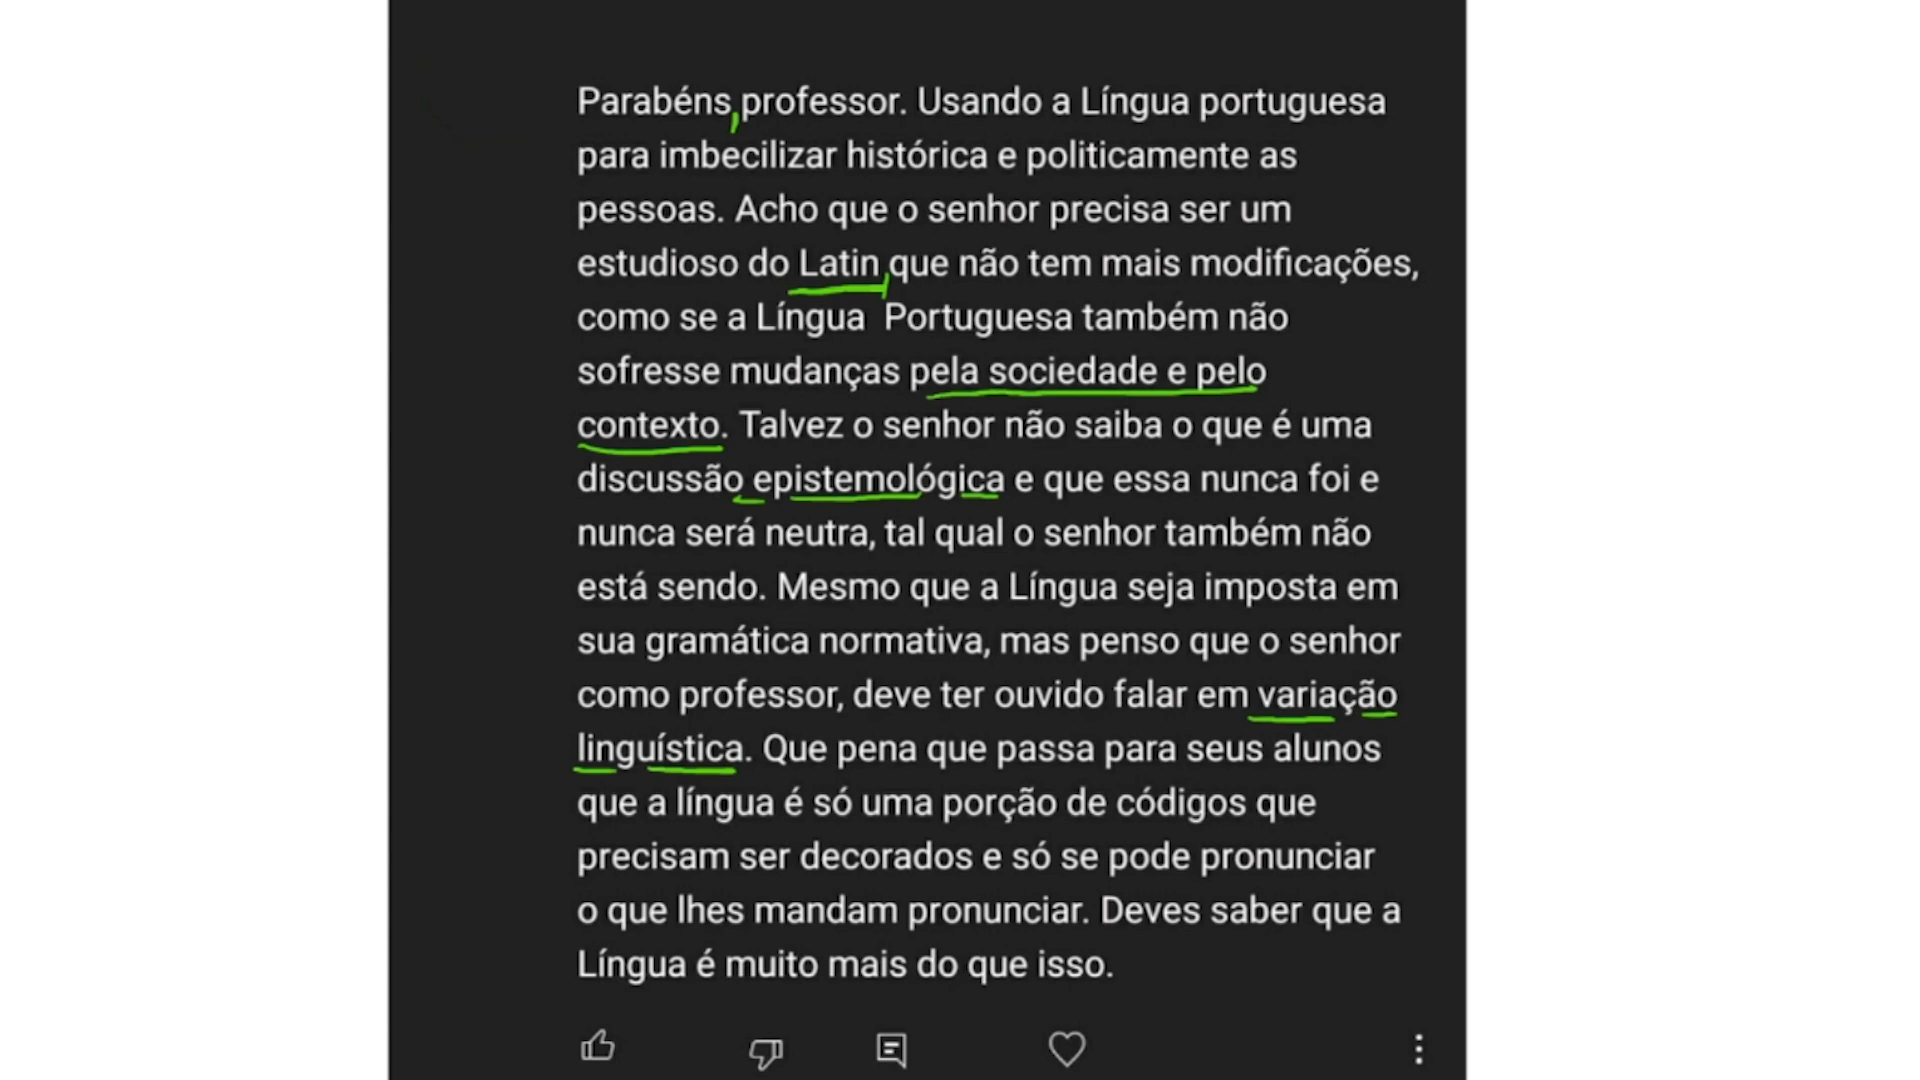 Parabéns,professor. Usando a Língua portuguesa
para imbecilizar histórica e politicamente as
pessoas. Acho que o senhor precisa ser um
estudioso do Latin,que não tem mais modificações,
como se a Língua Portuguesa também não
sofresse mudanças pela sociedade e pelo
contexto. Talvez o senhor não saiba o que é uma
discussão epistemológica e que essa nunca foi e
nunca será neutra, tal qual o senhor também não
está sendo. Mesmo que a Língua seja imposta em
sua gramática normativa, mas penso que o senhor
como professor, deve ter ouvido falar em variação
linguística. Que pena que passa para seus alunos
que a língua é só uma porção de códigos que
precisam ser decorados e só se pode pronunciar
o que lhes mandam pronunciar. Deves saber que a
Língua é muito mais do que isso.